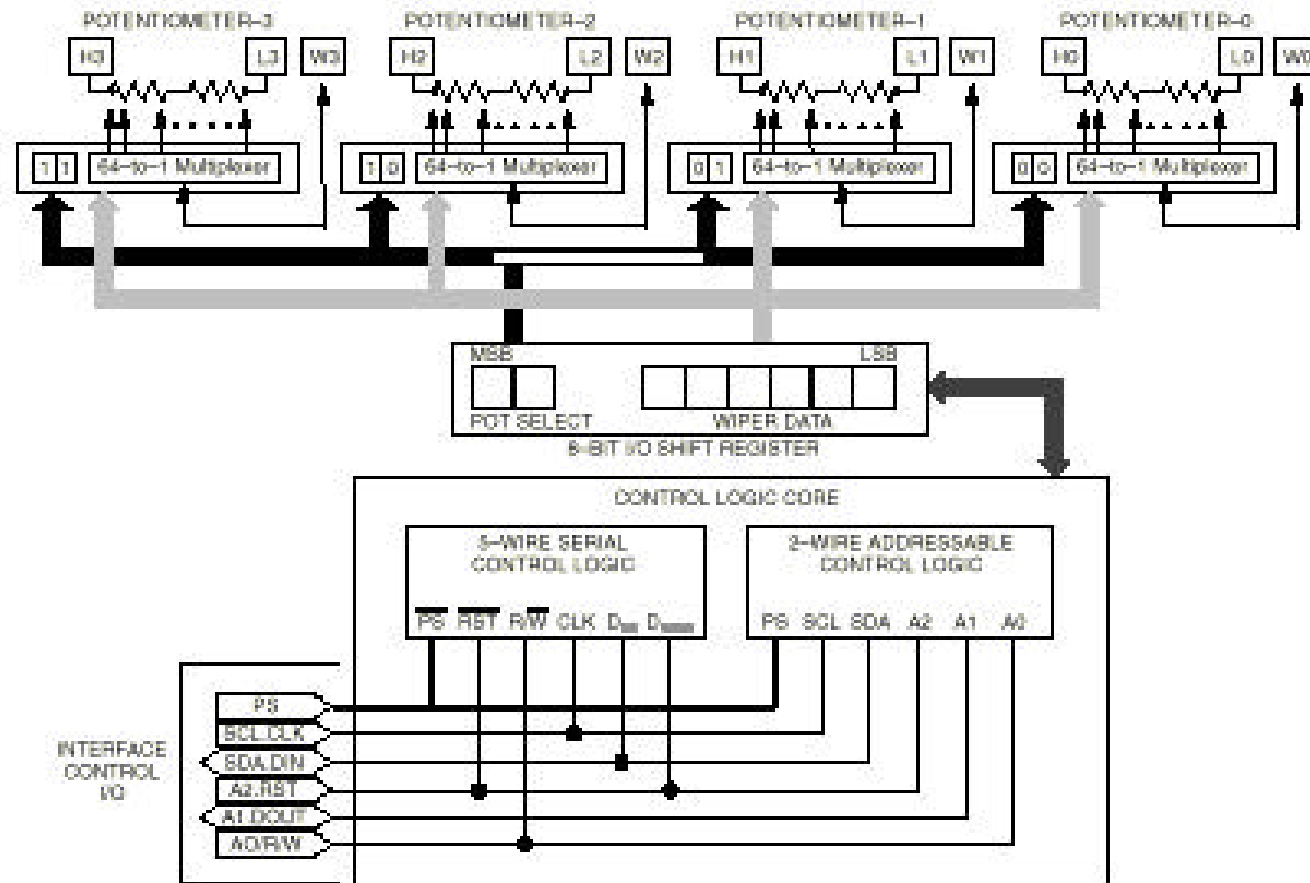 POTENTIOMETER-3
POTENTIOMETER-2
POTENTIOMETER-1
POTENTIOMETER-0
H3
L3
W3
H2
L2
W2
H1
L1
W1
H0
L0
W0
1 1
64-to-1 Multiplexer
1 0
64-to-1 Multiplexer
0 1
64-to-1 Multiplexer
0 0
64-to-1 Multiplexer
MSB
LSB
POT SELECT
WIPER DATA
8-BIT I/O SHIFT REGISTER
CONTROL LOGIC CORE
WIRE SERIAL
CONTROL LOGIC
2-WIRE ADDRESSABLE
CONTROL LOGIC
PS RST R/W CLK D D
PS SCL SDA A2 A1 A0
INTERFACE
CONTROL
I/O
PS
SCL.CLK
SDA.DIN
A2.RST
A1.DOUT
AO/R/W